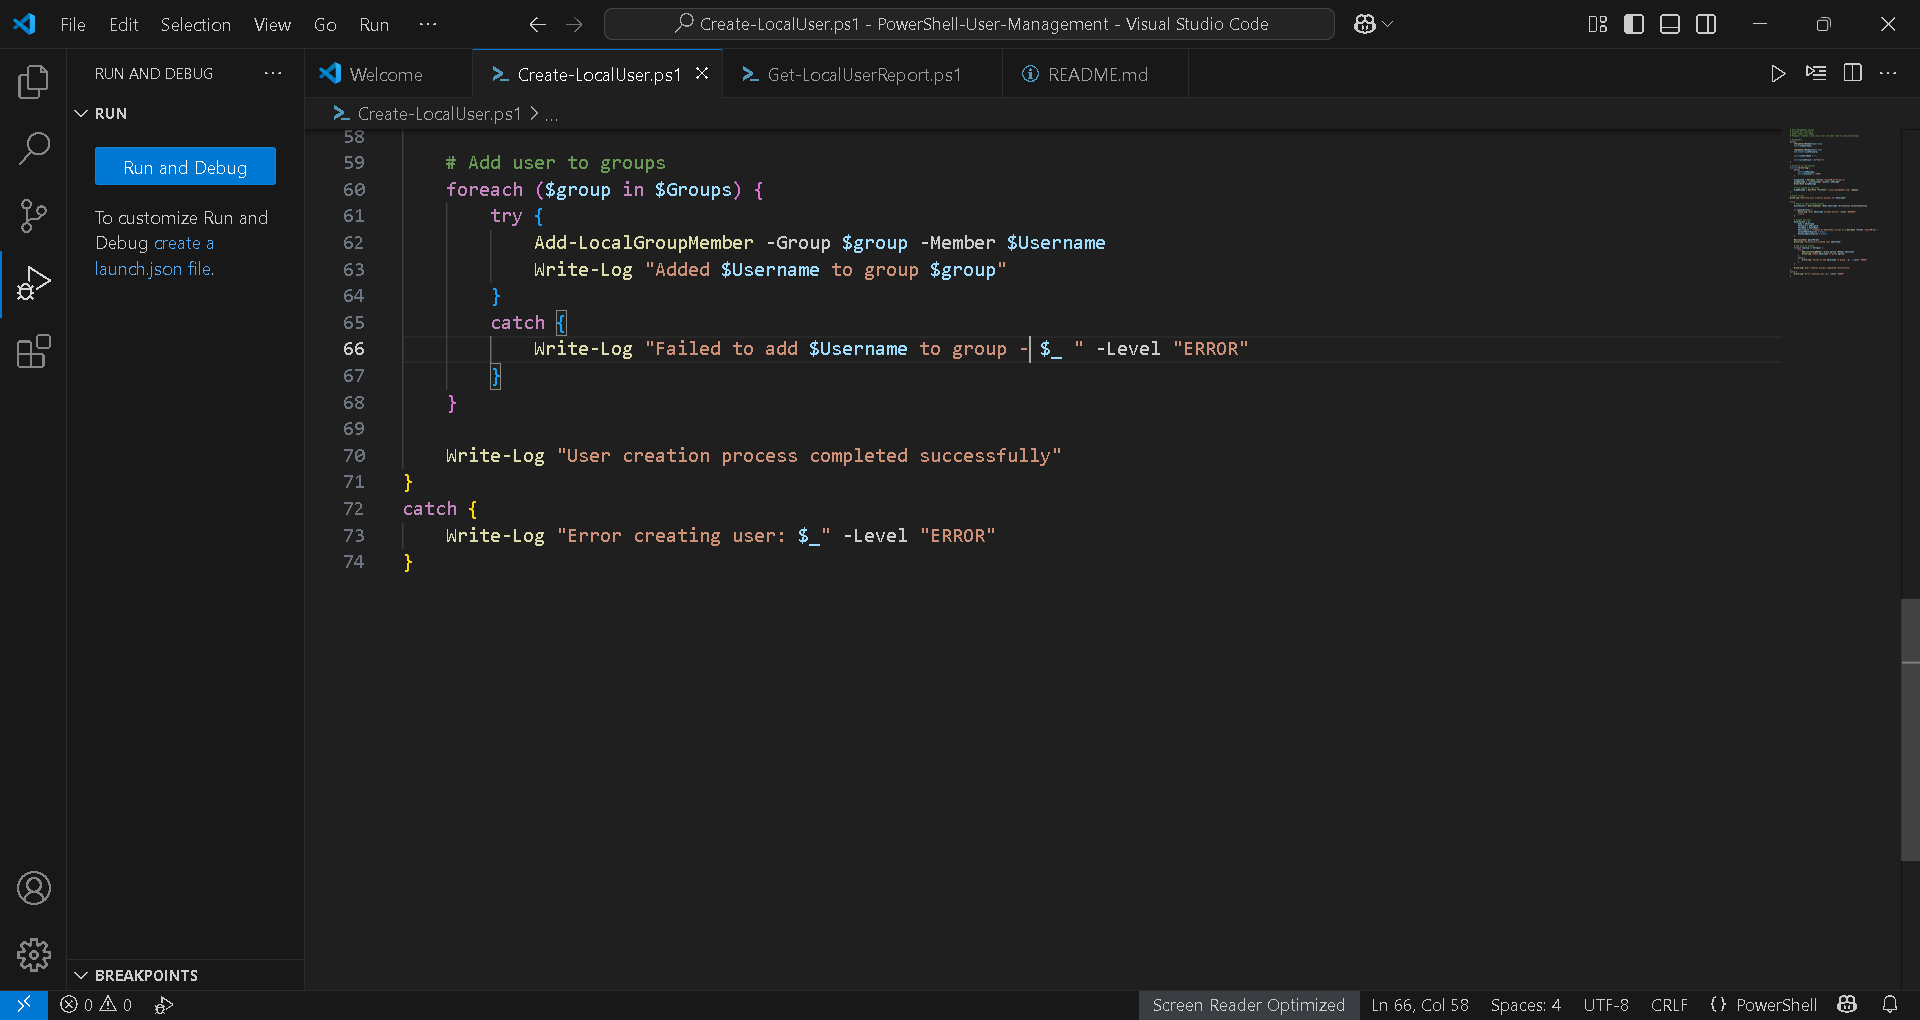 File Edit Selection View Go Run ···
Create-LocalUser.ps1 - PowerShell-User-Management - Visual Studio Code
RUN AND DEBUG ···
Welcome
Create-LocalUser.ps1
Get-LocalUserReport.ps1
README.md
RUN
Run and Debug
To customize Run and
Debug create a
launch.json file.
Create-LocalUser.ps1 > ...
58
59 # Add user to groups
60 foreach ($group in $Groups) {
61 try {
62 Add-LocalGroupMember -Group $group -Member $Username
63 Write-Log "Added $Username to group $group"
64 }
65 catch {
66 Write-Log "Failed to add $Username to group - $_ " -Level "ERROR"
67 }
68 }
69
70 Write-Log "User creation process completed successfully"
71 }
72 catch {
73 Write-Log "Error creating user: $_" -Level "ERROR"
74 }
BREAKPOINTS
0 0
Screen Reader Optimized Ln 66, Col 58 Spaces: 4 UTF-8 CRLF {} PowerShell